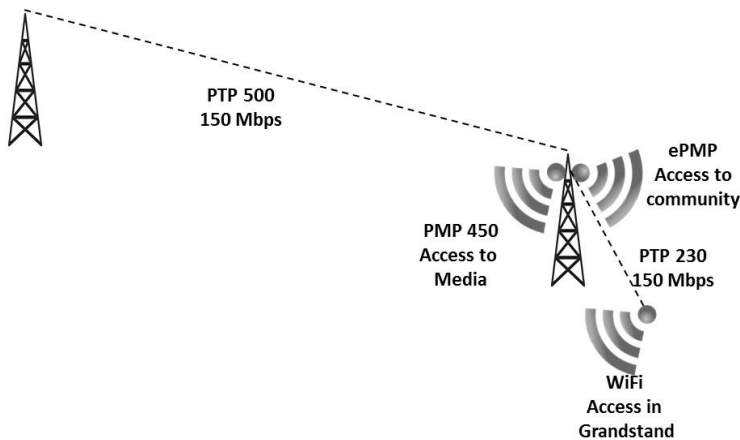 PTP 500
150 Mbps
ePMP
Access to
community
PMP 450
Access to
Media
PTP 230
150 Mbps
WiFi
Access in
Grandstand